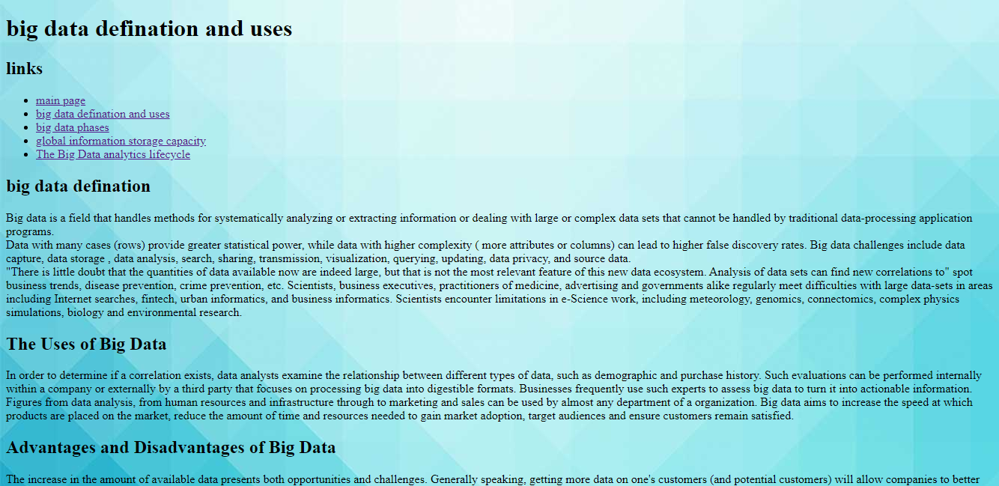 big data defination and uses
links
main page
big data defination and uses
big data phases
global information storage capacity
The Big Data analytics lifecycle
big data defination
Big data is a field that handles methods for systematically analyzing or extracting information or dealing with large or complex data sets that cannot be handled by traditional data-processing application
programs.
Data with many cases (rows) provide greater statistical power, while data with higher complexity ( more attributes or columns) can lead to higher false discovery rates. Big data challenges include data
capture, data storage , data analysis, search, sharing, transmission, visualization, querying, updating, data privacy, and source data.
"There is little doubt that the quantities of data available now are indeed large, but that is not the most relevant feature of this new data ecosystem. Analysis of data sets can find new correlations to" spot
business trends, disease prevention, crime prevention, etc. Scientists, business executives, practitioners of medicine, advertising and governments alike regularly meet difficulties with large data-sets in areas
including Internet searches, fintech, urban informatics, and business informatics. Scientists encounter limitations in e-Science work, including meteorology, genomics, connectomics, complex physics
simulations, biology and environmental research.
The Uses of Big Data
In order to determine if a correlation exists, data analysts examine the relationship between different types of data, such as demographic and purchase history. Such evaluations can be performed internally
within a company or externally by a third party that focuses on processing big data into digestible formats. Businesses frequently use such experts to assess big data to turn it into actionable information.
Figures from data analysis, from human resources and infrastructure through to marketing and sales can be used by almost any department of a organization. Big data aims to increase the speed at which
products are placed on the market, reduce the amount of time and resources needed to gain market adoption, target audiences and ensure customers remain satisfied.
Advantages and Disadvantages of Big Data
The increase in the amount of available data presents both opportunities and challenges. Generally speaking, getting more data on one's customers (and potential customers) will allow companies to better